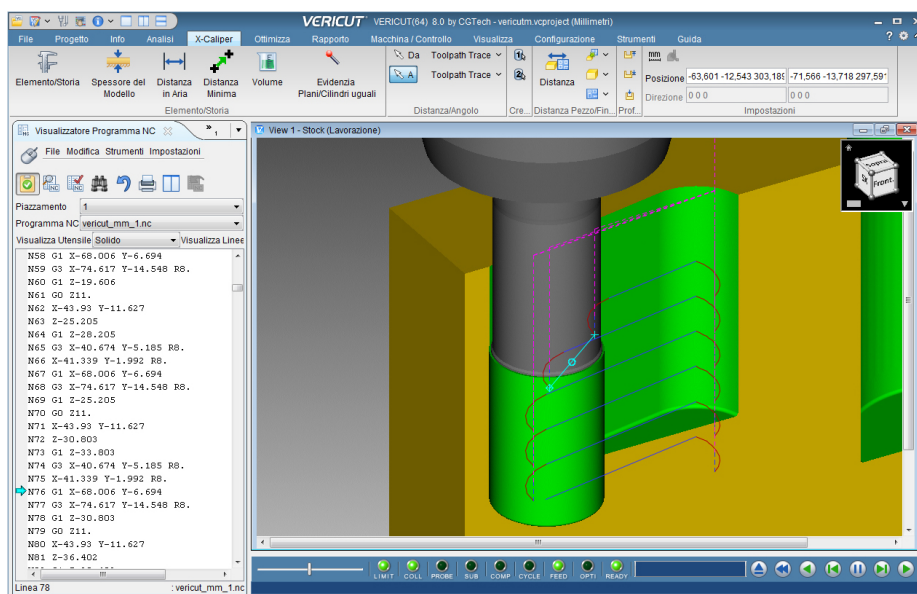 VERICUT VERICUT(64) 8.0 by CGTech - vericutm.vcproject (Millimetri)
File Progetto Info Analisi X-Caliper Ottimizza Rapporto Macchina / Controllo Visualizza Configurazione Strumenti Guida
Elemento/Storia
Spessore del Modello
Distanza in Aria
Distanza Minima
Volume
Evidenzia Plani/Cilindri uguali
Da Toolpath Trace
A Toolpath Trace
Distanza
Posizione -63,601 -12,543 303,189 -71,566 -13,718 297,591
Direzione 0 0 0 0 0 0
Elemento/Storia Distanza/Angolo Cre... Distanza Pezzo/Fin... Prof... Impostazioni
Visualizzatore Programma NC
File Modifica Strumenti Impostazioni
Piazzamento 1
Programma NC vericut_mm_1.nc
Visualizza Utensile Solido Visualizza Linee
N58 G1 X-68.006 Y-6.694
N59 G3 X-74.617 Y-14.548 R8.
N60 G1 Z-19.606
N61 G0 Z11.
N62 X-43.93 Y-11.627
N63 Z-25.205
N64 G1 Z-28.205
N65 G3 X-40.674 Y-5.185 R8.
N66 X-41.339 Y-1.992 R8.
N67 G1 X-68.006 Y-6.694
N68 G3 X-74.617 Y-14.548 R8.
N69 G1 Z-25.205
N70 G0 Z11.
N71 X-43.93 Y-11.627
N72 Z-30.803
N73 G1 Z-33.803
N74 G3 X-40.674 Y-5.185 R8.
N75 X-41.339 Y-1.992 R8.
N76 G1 X-68.006 Y-6.694
N77 G3 X-74.617 Y-14.548 R8.
N78 G1 Z-30.803
N79 G0 Z11.
N80 X-43.93 Y-11.627
N81 Z-36.402
Linea 78 : vericut_mm_1.nc
View 1 - Stock (Lavorazione)
Sopra
Front.
LIMIT COLL PROBE SUB COMP CYCLE FEED OPTI READY